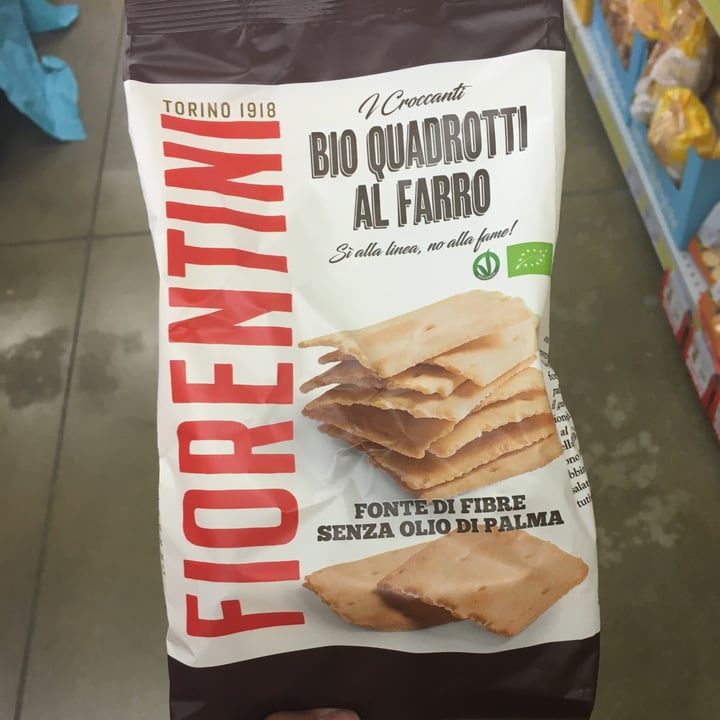 TORINO 1918
FIORENTINI
I Croccanti
BIO QUADROTTI
AL FARRO
Sì alla linea, no alla fame!
FONTE DI FIBRE
SENZA OLIO DI PALMA